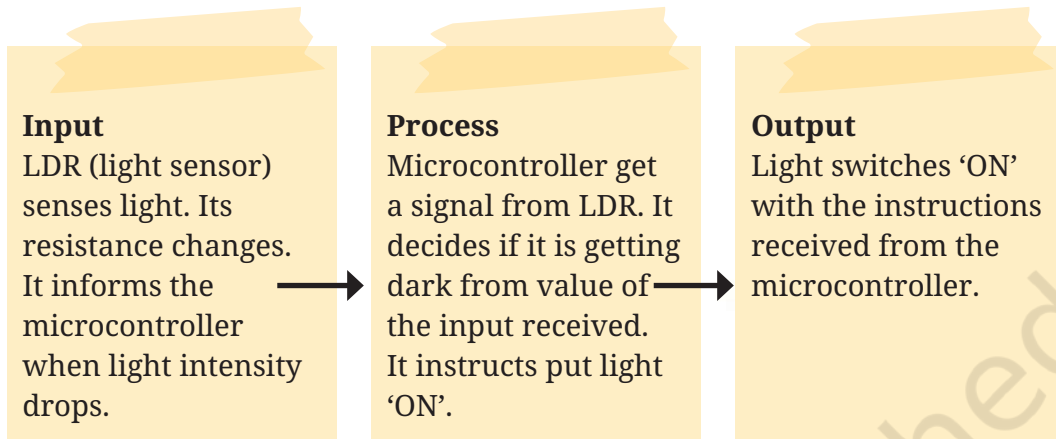 Input
LDR (light sensor)
senses light. Its
resistance changes.
It informs the
microcontroller
when light intensity
drops.
Process
Microcontroller get
a signal from LDR. It
decides if it is getting
dark from value of
the input received.
It instructs put light
‘ON’.
Output
Light switches ‘ON’
with the instructions
received from the
microcontroller.